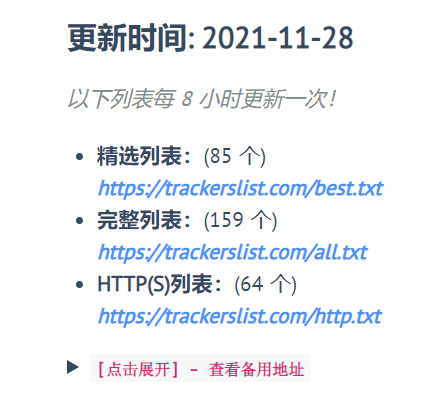 更新时间: 2021-11-28
以下列表每 8 小时更新一次！
精选列表：(85 个)
https://trackerslist.com/best.txt
完整列表：(159 个)
https://trackerslist.com/all.txt
HTTP(S)列表：(64 个)
https://trackerslist.com/http.txt
[点击展开] - 查看备用地址